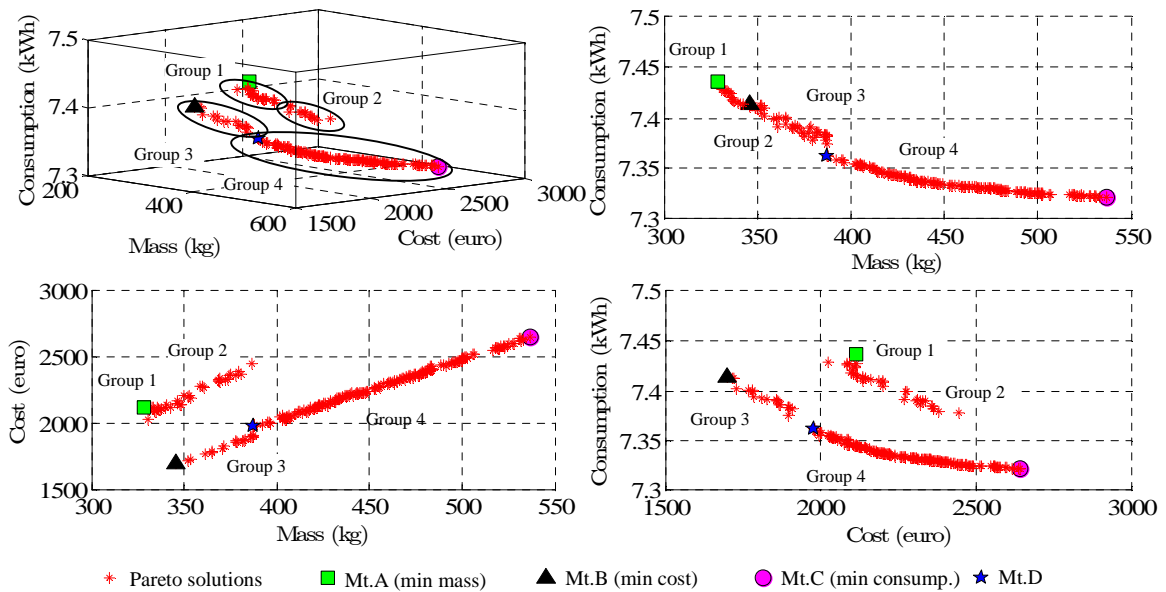 7.5
7.4
7.3
Consumption (kWh)
200
400
600
Mass (kg)
1500
2000
2500
3000
Cost (euro)
Group 1
Group 2
Group 3
Group 4
7.5
7.45
7.4
7.35
7.3
Consumption (kWh)
300 350 400 450 500 550
Mass (kg)
Group 1
Group 3
Group 2
Group 4
3000
2500
2000
1500
Cost (euro)
300 350 400 450 500 550
Mass (kg)
Group 2
Group 1
Group 4
Group 3
7.5
7.45
7.4
7.35
7.3
Consumption (kWh)
1500 2000 2500 3000
Cost (euro)
Group 1
Group 2
Group 3
Group 4
Pareto solutions Mt.A (min mass) Mt.B (min cost) Mt.C (min consump.) Mt.D